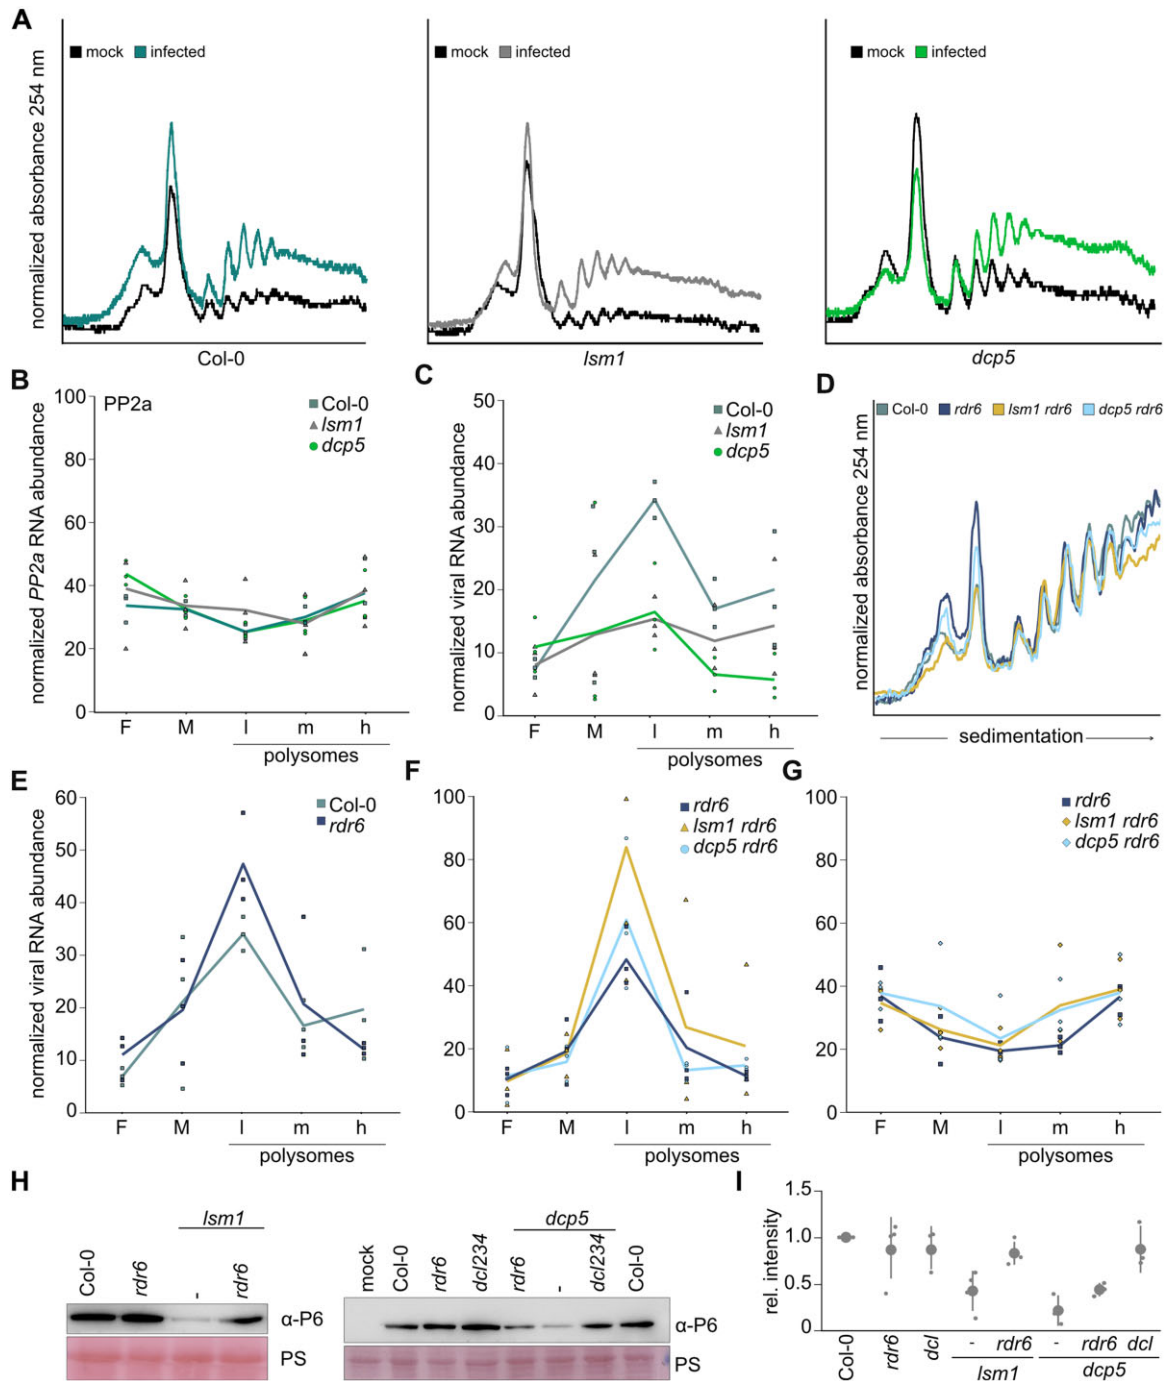 A
mock infected
mock infected
mock infected
normalized absorbance 254 nm
Col-0
lsm1
dcp5
B
100
80
60
40
20
0
PP2a
Col-0
lsm1
dcp5
normalized PP2a RNA abundance
F M l m h
polysomes
C
50
40
30
20
10
0
Col-0
lsm1
dcp5
normalized viral RNA abundance
F M l m h
polysomes
D
Col-0 rdr6 lsm1 rdr6 dcp5 rdr6
normalized absorbance 254 nm
sedimentation
E
60
50
40
30
20
10
0
Col-0
rdr6
normalized viral RNA abundance
F M l m h
polysomes
F
100
80
60
40
20
0
rdr6
lsm1 rdr6
dcp5 rdr6
F M l m h
polysomes
G
100
80
60
40
20
0
rdr6
lsm1 rdr6
dcp5 rdr6
F M l m h
polysomes
H
lsm1
Col-0 rdr6 - rdr6
α-P6
PS
dcp5
mock Col-0 rdr6 dcl234 rdr6 - dcl234 Col-0
α-P6
PS
I
1.5
1.0
0.5
0
rel. intensity
Col-0 rdr6 dcl - rdr6 - rdr6 dcl
lsm1 dcp5